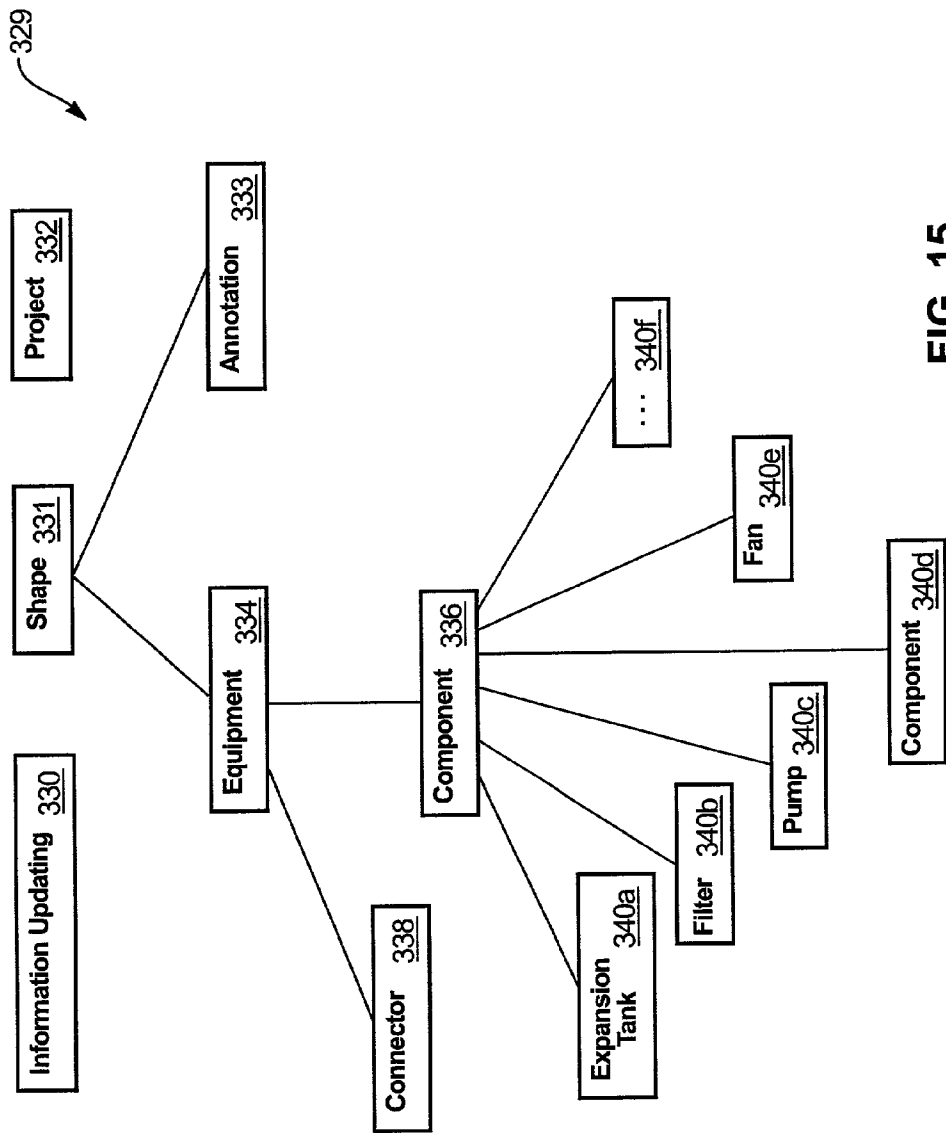 329
Information Updating 330
Shape 331
Project 332
Equipment 334
Annotation 333
Connector 338
Component 336
Expansion
Tank 340a
Filter 340b
Pump 340c
Component 340d
Fan 340e
... 340f
FIG. 15